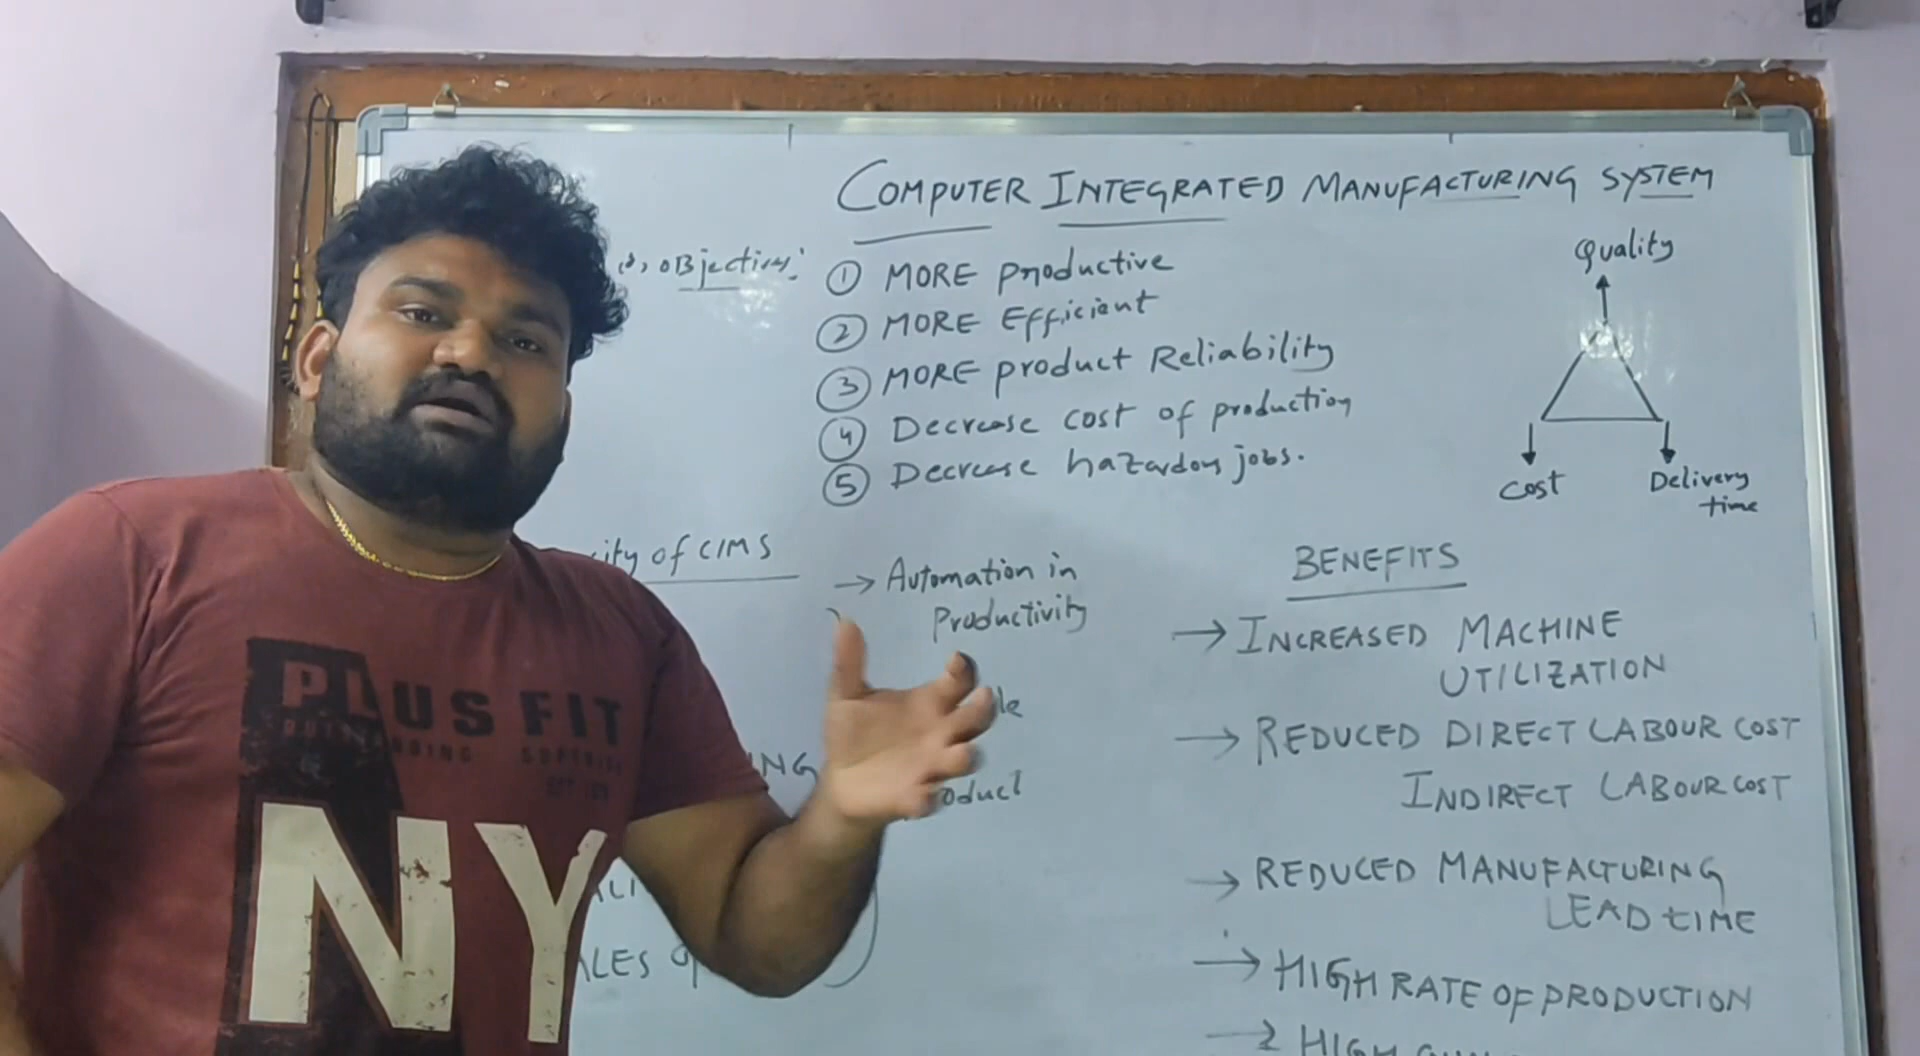 COMPUTER INTEGRATED MANUFACTURING SYSTEM
OBjectives:
① MORE productive
② MORE Efficient
③ MORE product Reliability
④ Decrease cost of production
⑤ Decrease hazardous jobs.
Quality
Cost
Delivery
time
of CIMS
→ Automation in
Productivity
BENEFITS
→ INCREASED MACHINE
UTILIZATION
→ REDUCED DIRECT LABOUR COST
INDIRECT LABOUR COST
→ REDUCED MANUFACTURING
LEAD TIME
→ HIGH RATE OF PRODUCTION
→ HIGH
PLUS FIT
NY